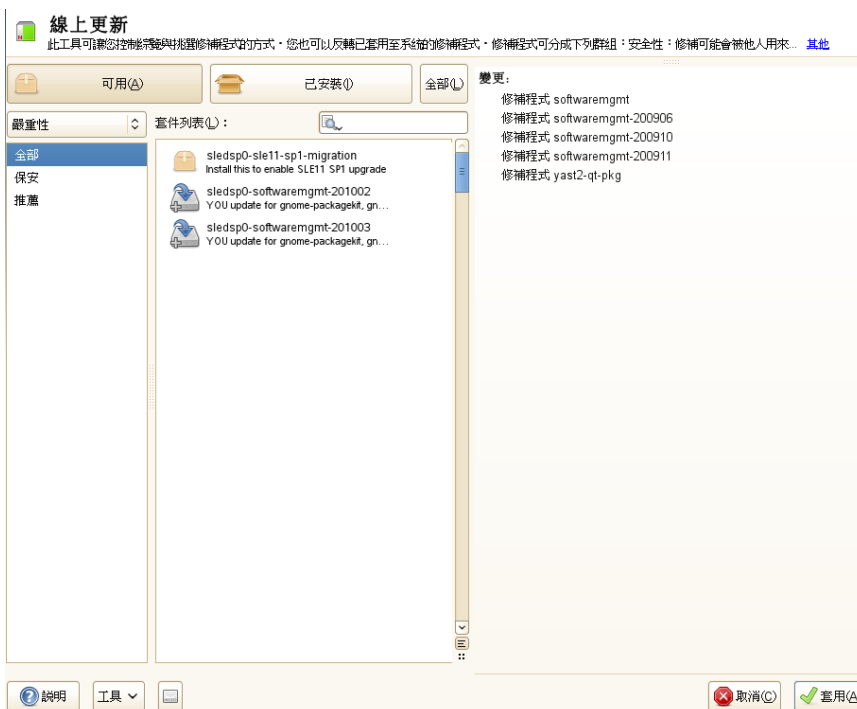 線上更新
此工具可讓您控制綜覽與挑選修補程式的方式。您也可以反轉已套用至系統的修補程式。修補程式可分成下列群組：安全性：修補可能會被他人用來... 其他
可用(A)
已安裝(I)
全部(L)
嚴重性
套件列表(L)：
全部
保安
推薦
sledsp0-sle11-sp1-migration
Install this to enable SLE11 SP1 upgrade
sledsp0-softwaremgmt-201002
YOU update for gnome-packagekit, gn...
sledsp0-softwaremgmt-201003
YOU update for gnome-packagekit, gn...
變更:
修補程式 softwaremgmt
修補程式 softwaremgmt-200906
修補程式 softwaremgmt-200910
修補程式 softwaremgmt-200911
修補程式 yast2-qt-pkg
說明
工具
取消(C)
套用(A